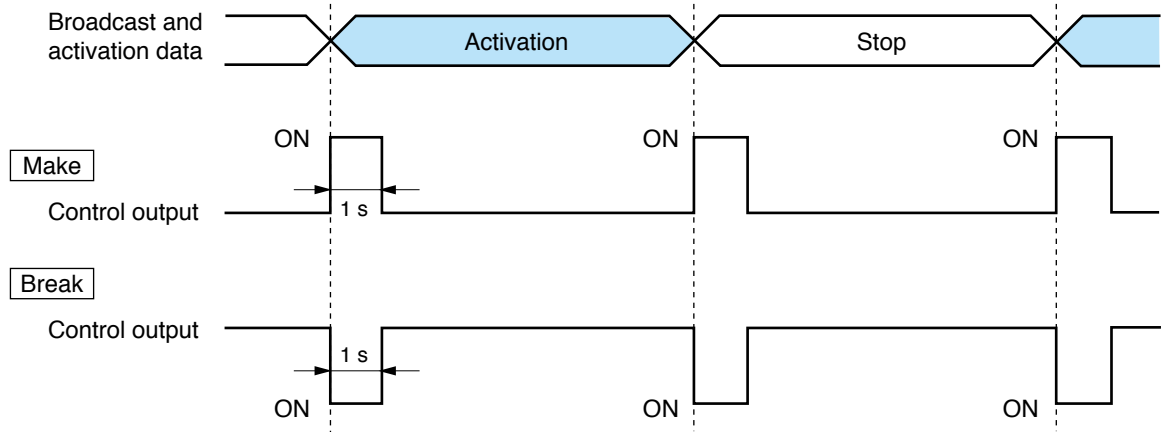 Broadcast and
activation data
Activation
Stop
ON
ON
ON
Make
1 s
Control output
Break
Control output
1 s
ON
ON
ON